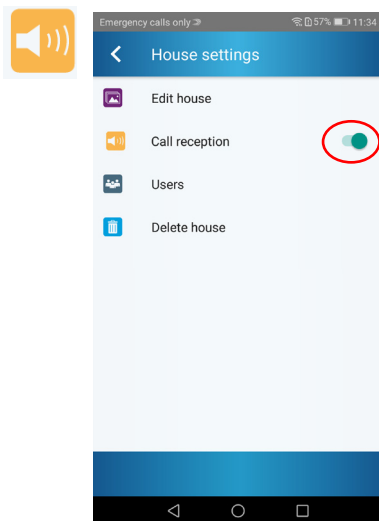 Emergency calls only 57% 11:34
House settings
Edit house
Call reception
Users
Delete house